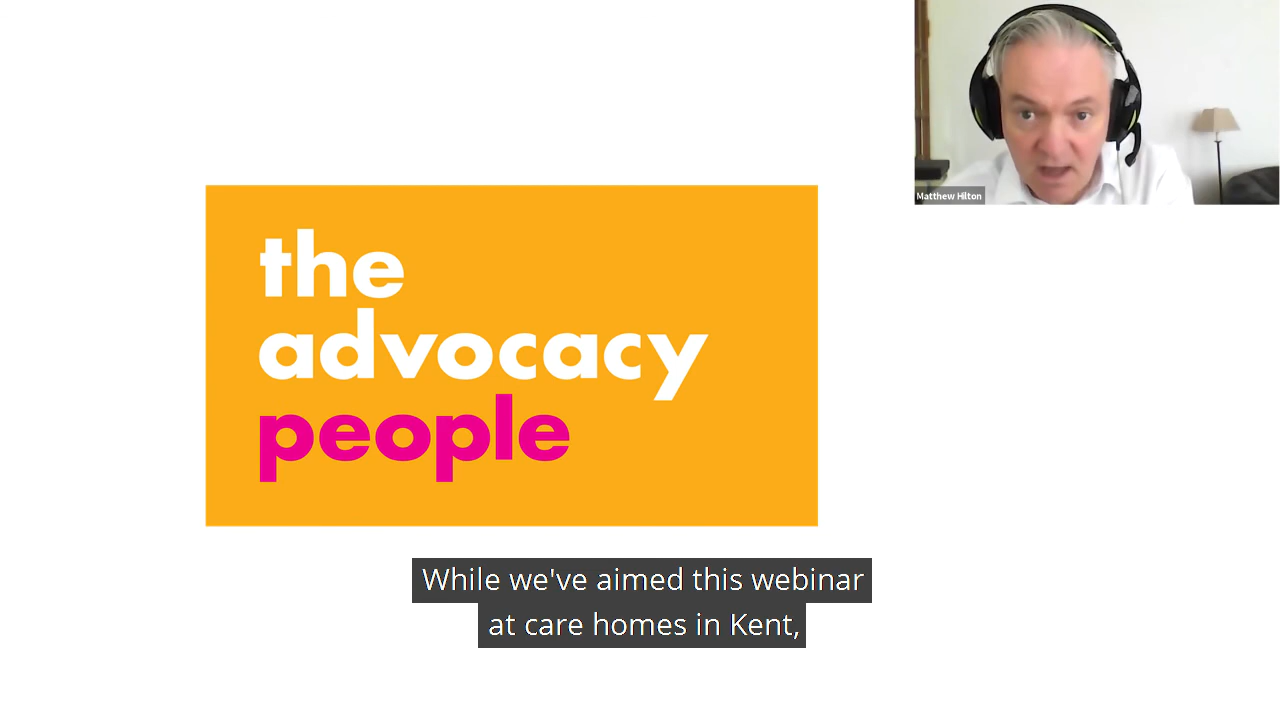 Matthew Hilton
the
advocacy
people
While we've aimed this webinar
at care homes in Kent,